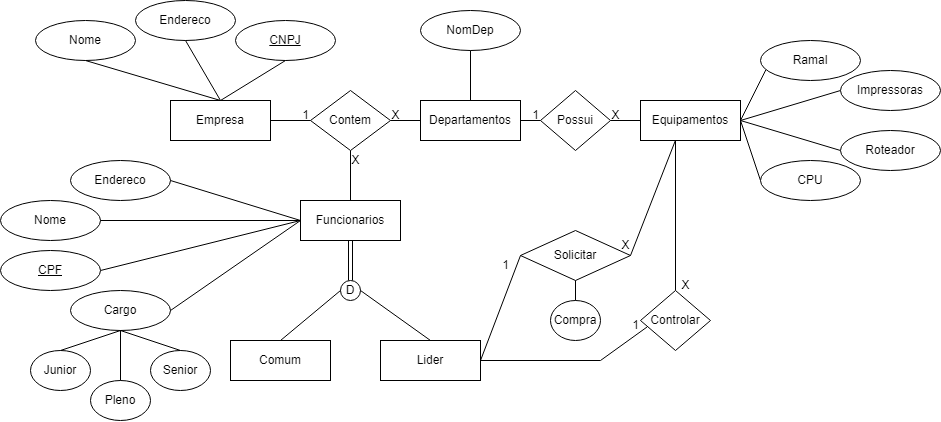 Endereco
Nome
CNPJ
NomDep
Ramal
Impressoras
Empresa
1
Contem
X
Departamentos
1
Possui
X
Equipamentos
X
Roteador
CPU
Endereco
Nome
Funcionarios
CPF
Solicitar
X
1
D
X
Cargo
Compra
1
Controlar
Comum
Lider
Junior
Pleno
Senior